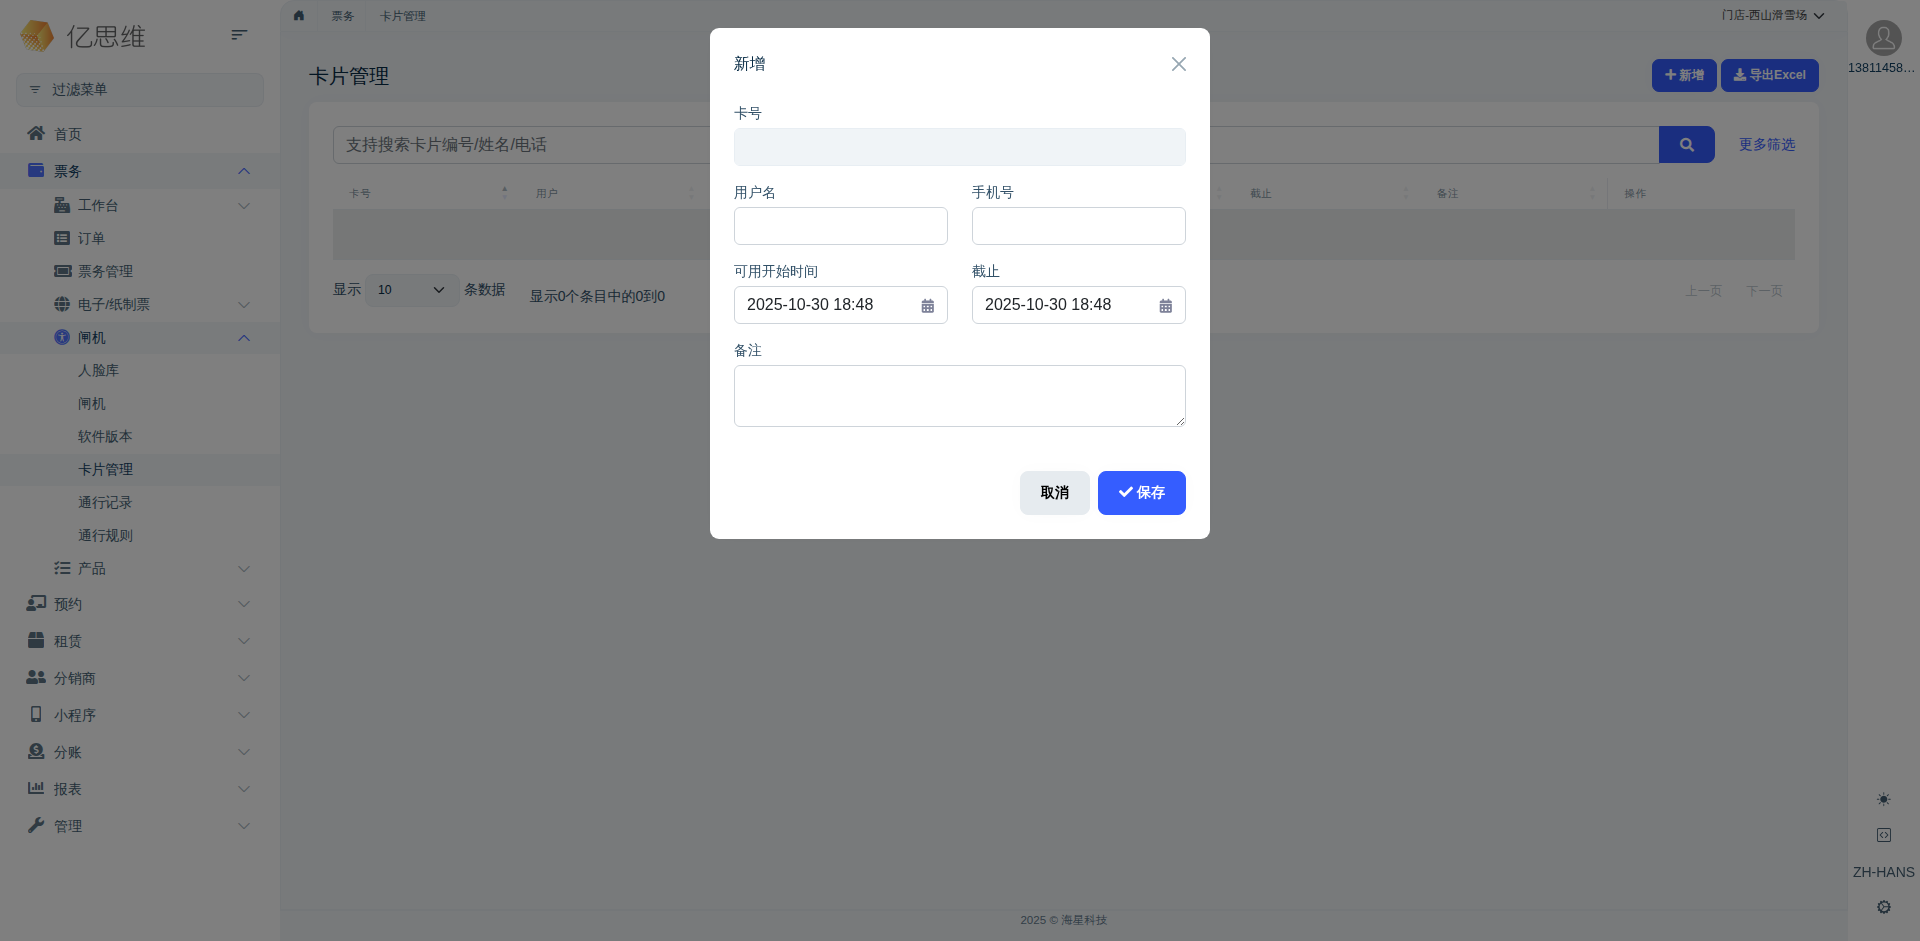 亿思维
过滤菜单
首页
票务
工作台
订单
票务管理
电子/纸制票
闸机
人脸库
闸机
软件版本
卡片管理
通行记录
通行规则
产品
预约
租赁
分销商
小程序
分账
报表
管理
票务 卡片管理
门店-西山滑雪场
卡片管理
新增 导出Excel
支持搜索卡片编号/姓名/电话
更多筛选
卡号 用户 截止 备注 操作
显示 10 条数据 显示0个条目中的0到0
上一页 下一页
新增
卡号
用户名 手机号
可用开始时间 截止
2025-10-30 18:48 2025-10-30 18:48
备注
取消 保存
13811458...
ZH-HANS
2025 © 海星科技